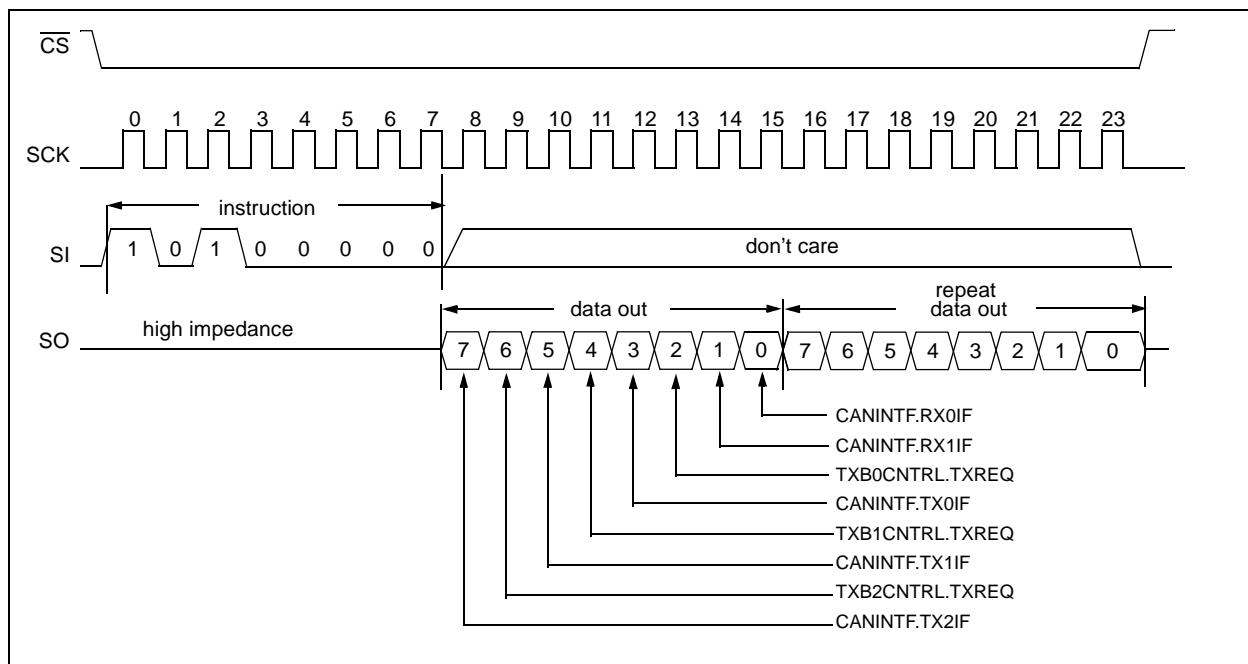 CS
0 1 2 3 4 5 6 7 8 9 10 11 12 13 14 15 16 17 18 19 20 21 22 23
SCK
instruction
SI 1 0 1 0 0 0 0 0 don't care
repeat
data out data out
high impedance
SO 7 6 5 4 3 2 1 0 7 6 5 4 3 2 1 0
CANINTF.RX0IF
CANINTF.RX1IF
TXB0CNTRL.TXREQ
CANINTF.TX0IF
TXB1CNTRL.TXREQ
CANINTF.TX1IF
TXB2CNTRL.TXREQ
CANINTF.TX2IF